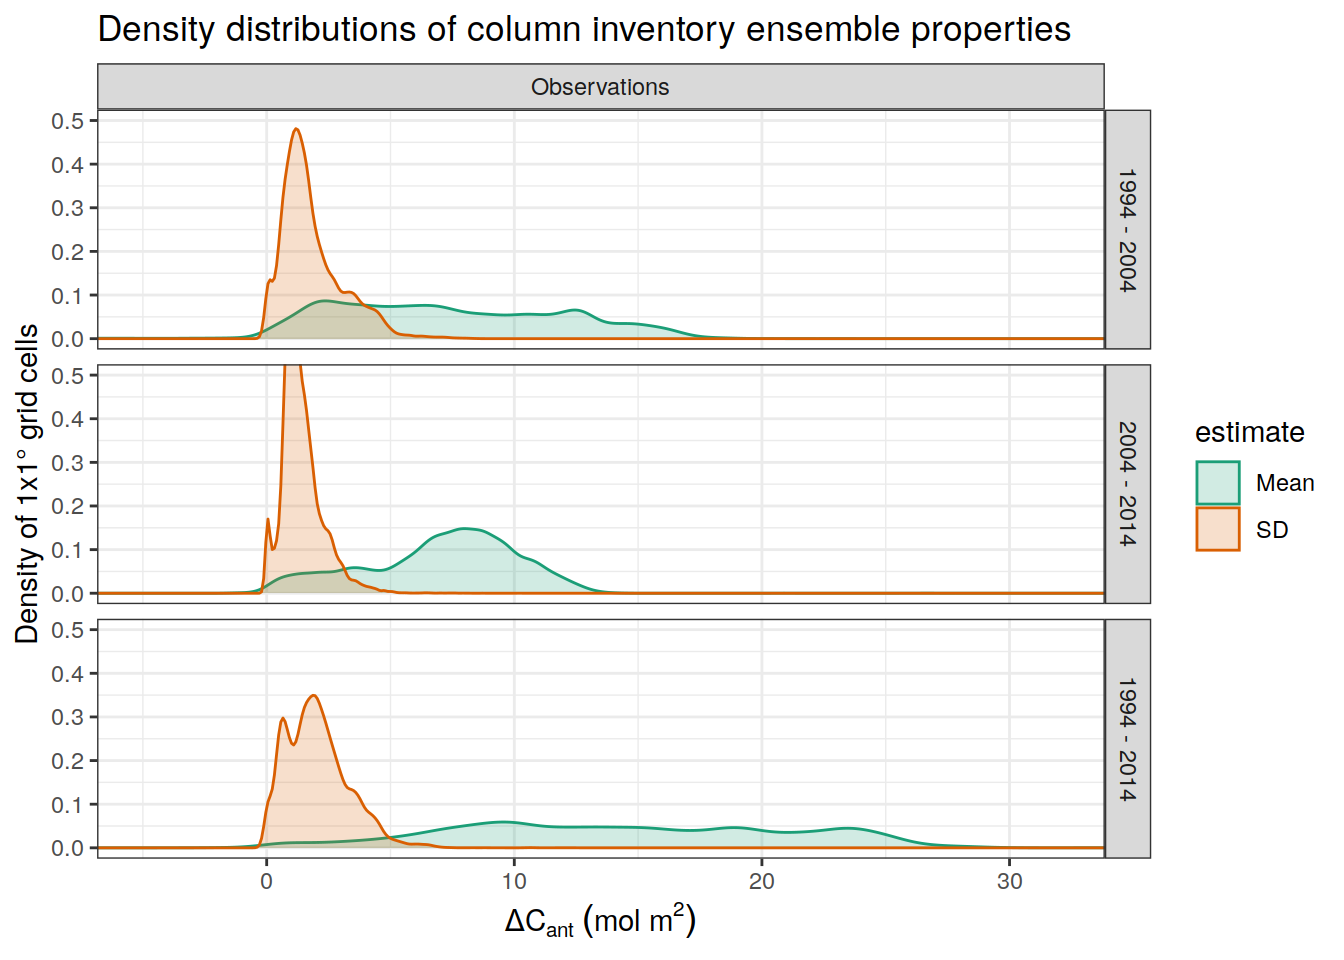 Density distributions of column inventory ensemble properties
Observations
Density of 1x1° grid cells
0.5
0.4
0.3
0.2
0.1
0.0
1994 - 2004
0.5
0.4
0.3
0.2
0.1
0.0
2004 - 2014
0.5
0.4
0.3
0.2
0.1
0.0
1994 - 2014
0 10 20 30
ΔCant (mol m²)
estimate
Mean
SD